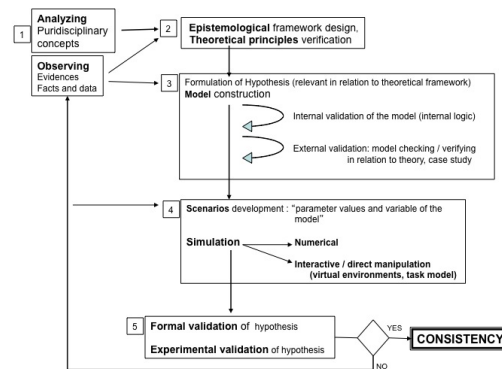 1
Analyzing
Puridisciplinary
concepts
2
Epistemological framework design,
Theoretical principles verification
Observing
Evidences
Facts and data
3
Formulation of Hypothesis (relevant in relation to theoretical framework)
Model construction
Internal validation of the model (internal logic)
External validation: model checking / verifying
in relation to theory, case study
4
Scenarios development : "parameter values and variable of the
model"
Simulation
Numerical
Interactive / direct manipulation
(virtual environments, task model)
5
Formal validation of hypothesis
Experimental validation of hypothesis
YES
CONSISTENCY
NO